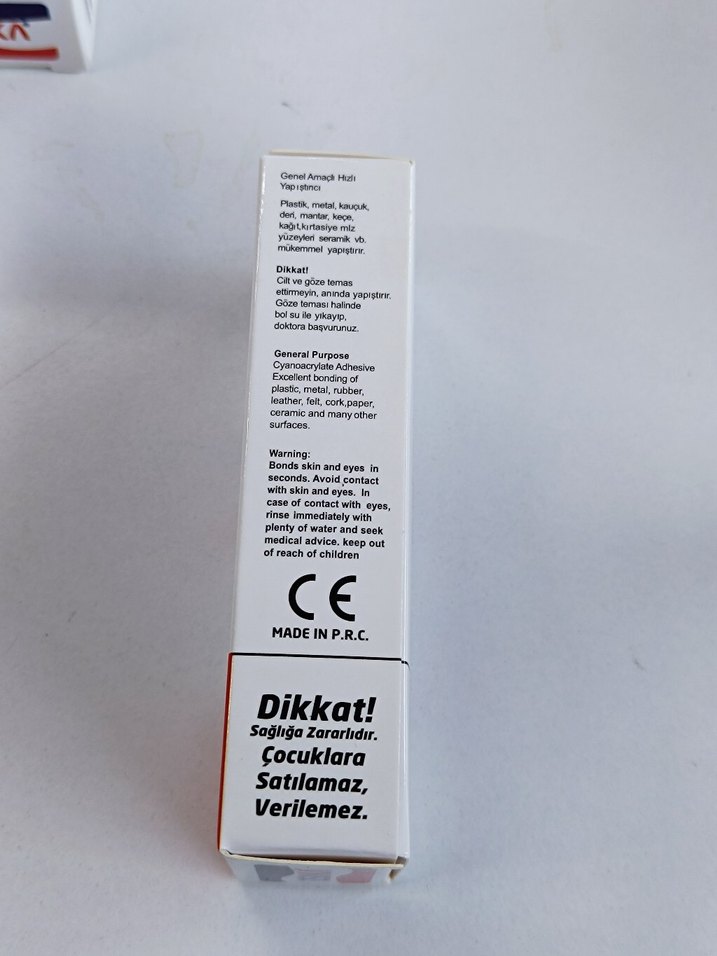 Genel Amaçlı Hızlı
Yapıştırıcı
Plastik, metal, kauçuk,
deri, mantar, keçe,
kağıt,kırtasiye mlz
yüzeyleri seramik vb.
mükemmel yapıştırır.
Dikkat!
Cilt ve göze temas
ettirmeyin, anında yapıştırır.
Göze teması halinde
bol su ile yıkayıp,
doktora başvurunuz.
General Purpose
Cyanoacrylate Adhesive
Excellent bonding of
plastic, metal, rubber,
leather, felt, cork,paper,
ceramic and many other
surfaces.
Warning:
Bonds skin and eyes in
seconds. Avoid contact
with skin and eyes. In
case of contact with eyes,
rinse immediately with
plenty of water and seek
medical advice. keep out
of reach of children
CE
MADE IN P.R.C.
Dikkat!
Sağlığa Zararlıdır.
Çocuklara
Satılamaz,
Verilemez.